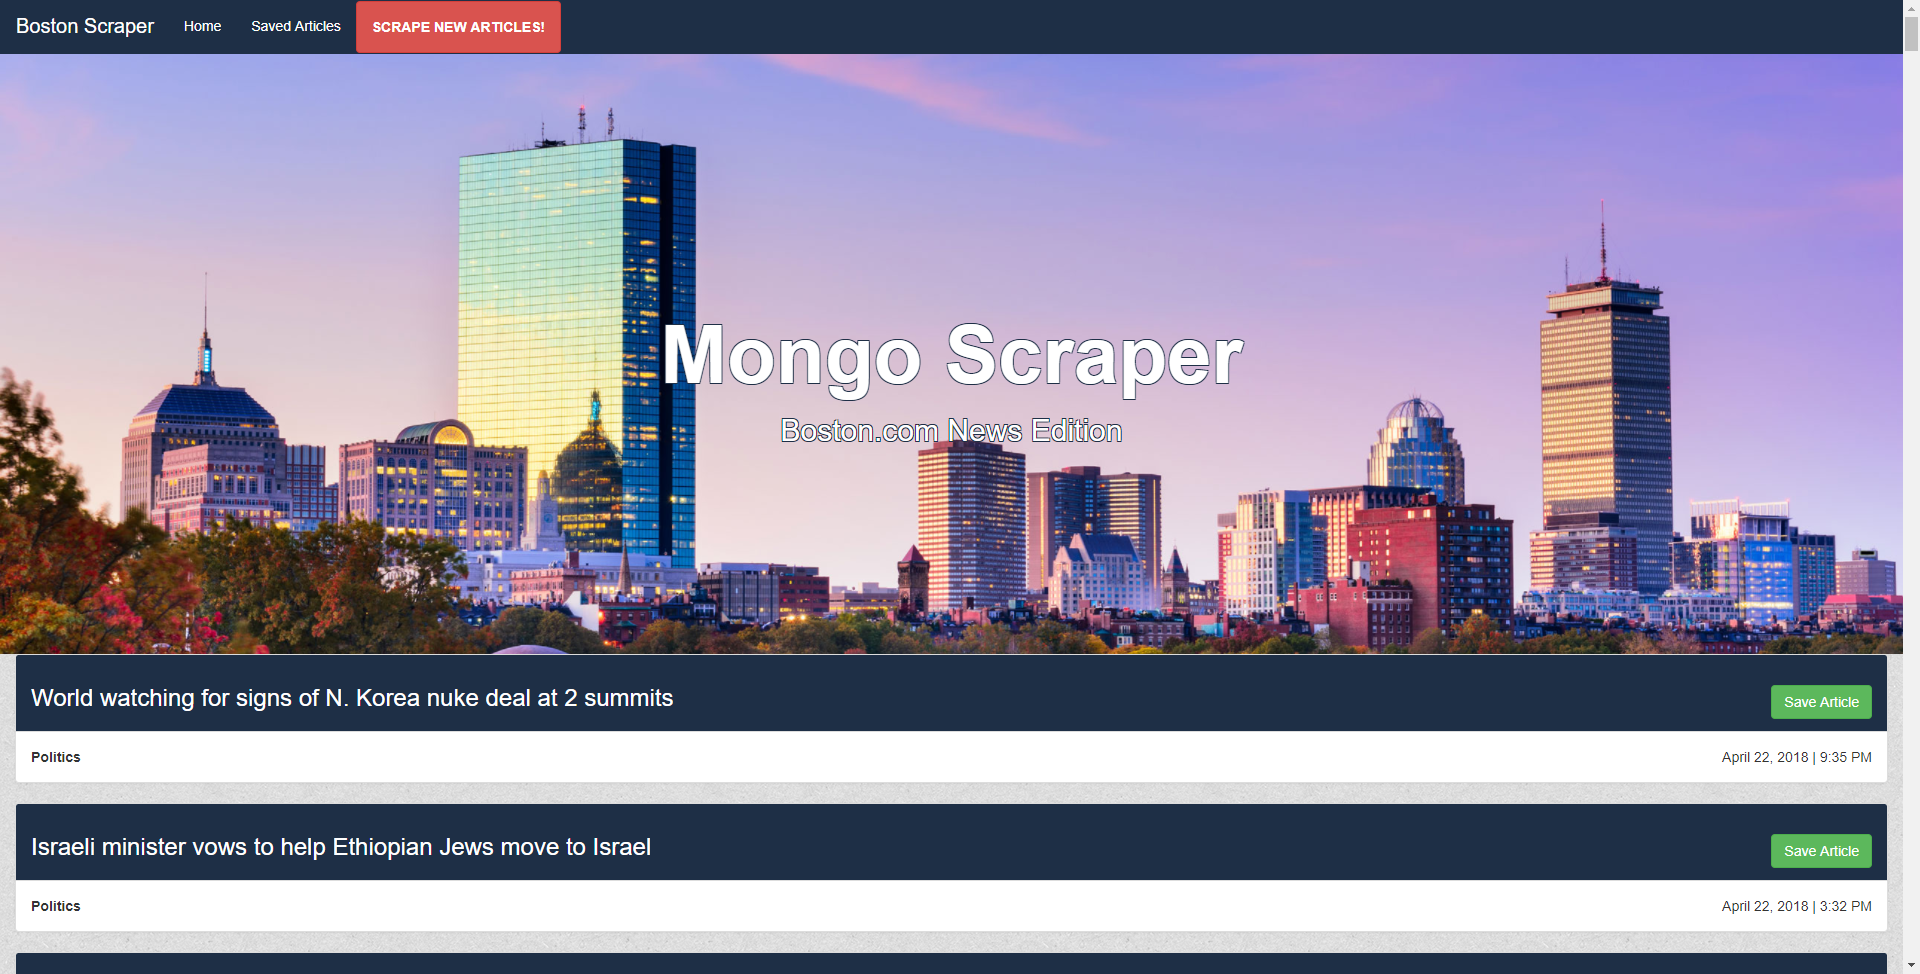 Boston Scraper Home Saved Articles SCRAPE NEW ARTICLES!
Mongo Scraper
Boston.com News Edition
World watching for signs of N. Korea nuke deal at 2 summits
Save Article
Politics
April 22, 2018 | 9:35 PM
Israeli minister vows to help Ethiopian Jews move to Israel
Save Article
Politics
April 22, 2018 | 3:32 PM